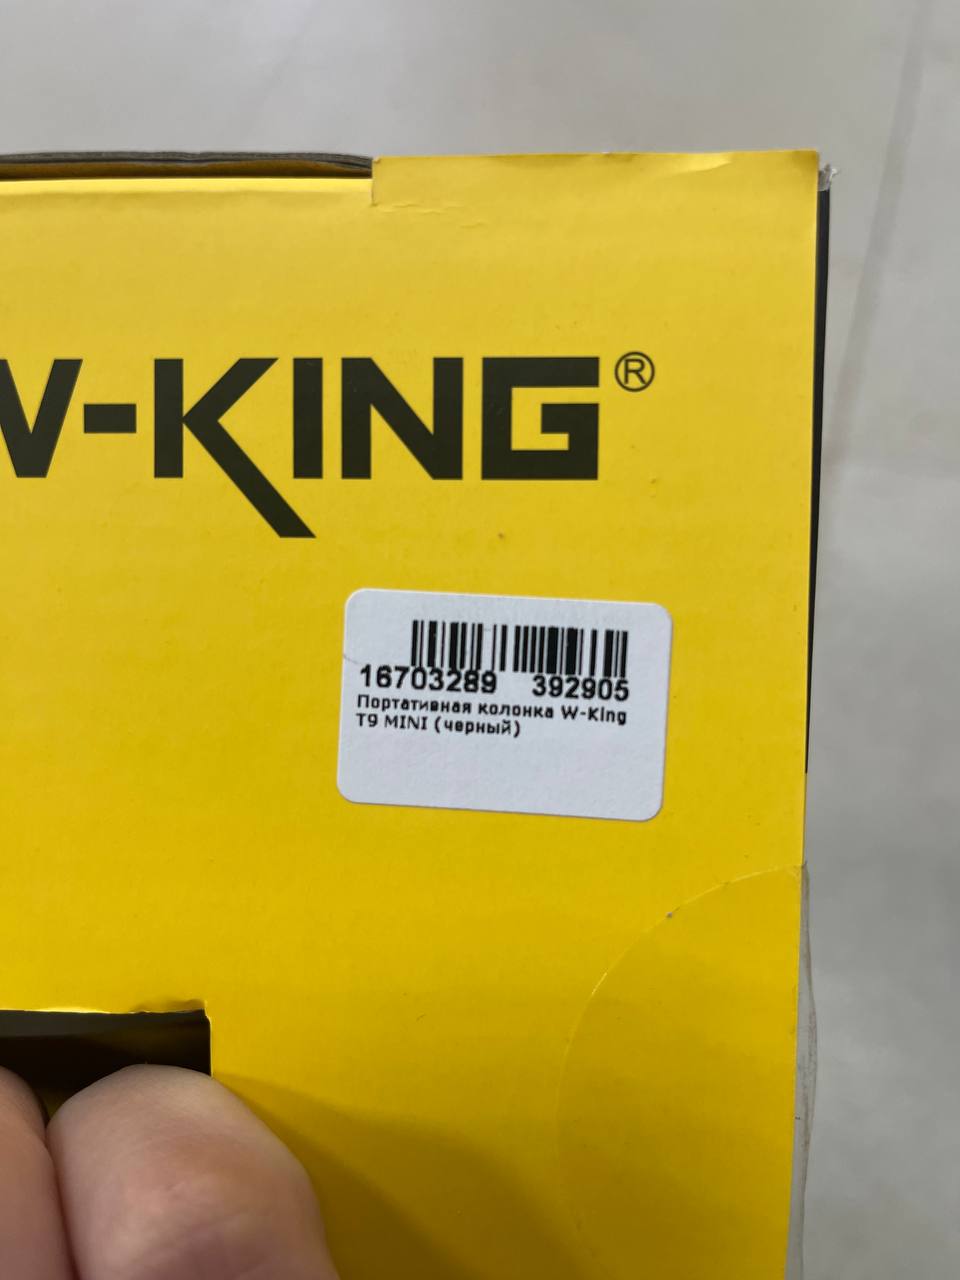 W-KING®
16703289 392905
Портативная колонка W-King
T9 MINI (черный)